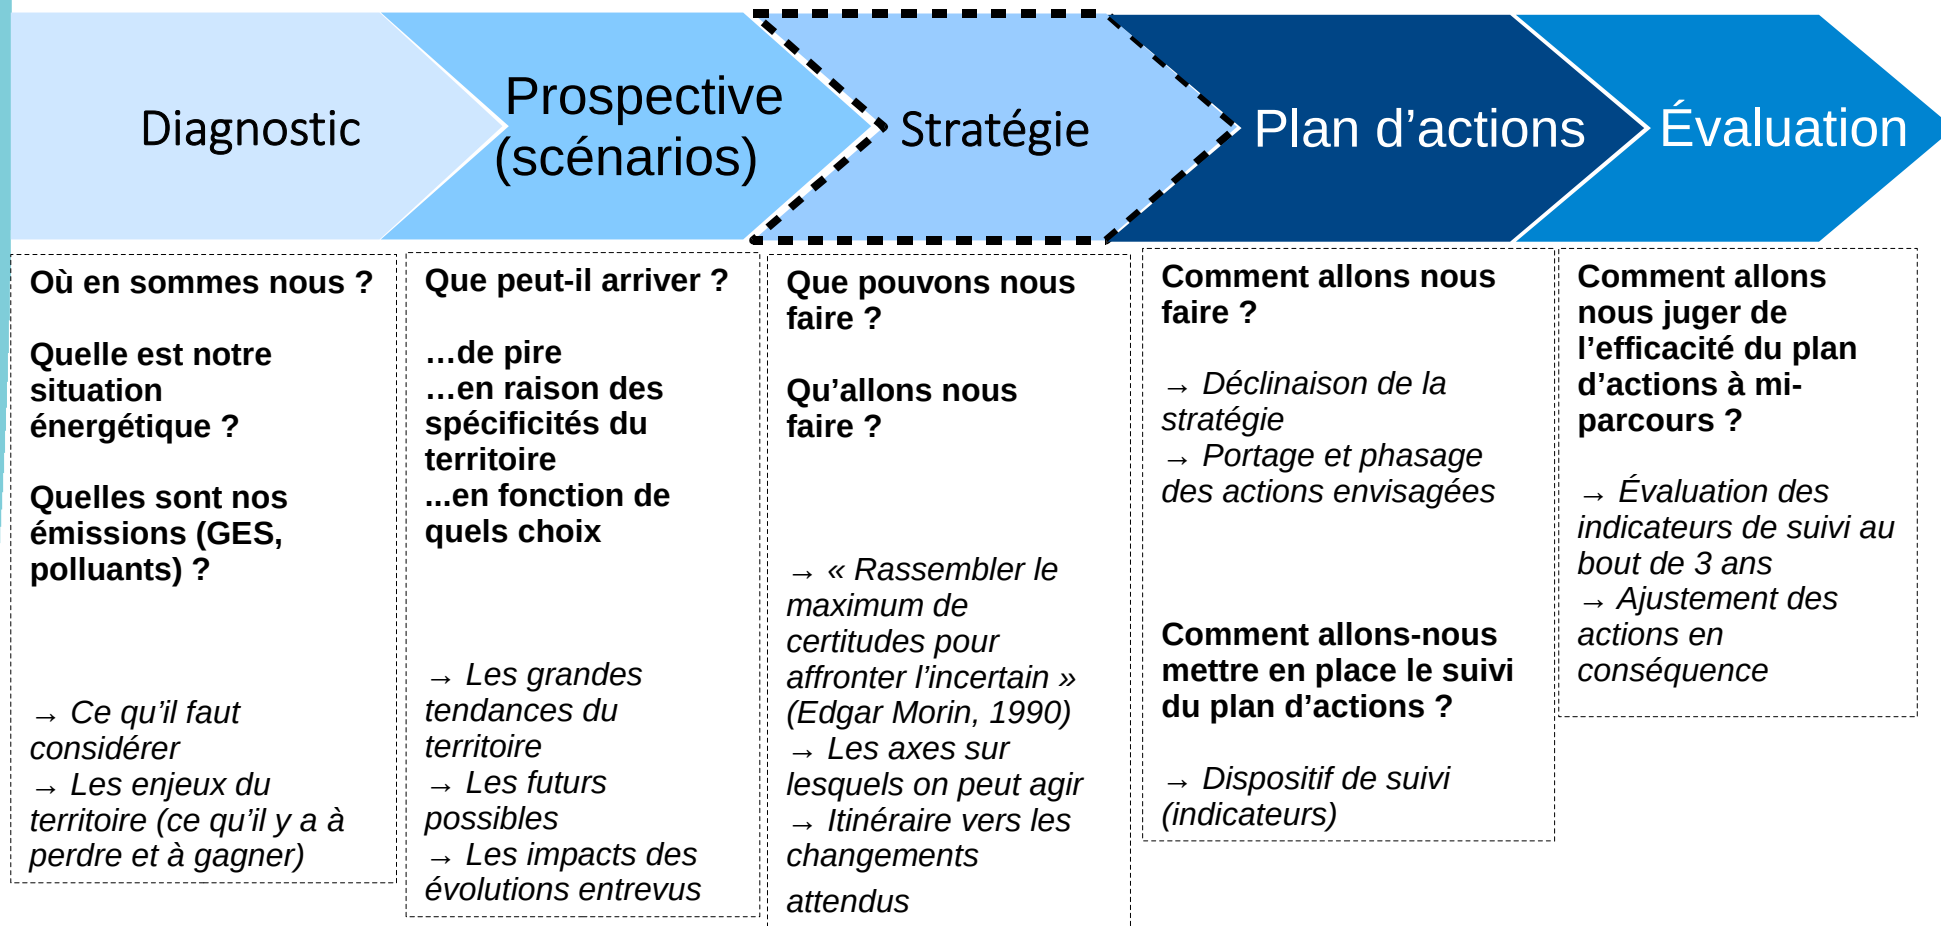 Diagnostic
Prospective
(scénarios)
Stratégie
Plan d’actions
Évaluation
Où en sommes nous ?
Quelle est notre
situation
énergétique ?
Quelles sont nos
émissions (GES,
polluants) ?
→ Ce qu’il faut
considérer
→ Les enjeux du
territoire (ce qu’il y a à
perdre et à gagner)
Que peut-il arriver ?
…de pire
…en raison des
spécificités du
territoire
...en fonction de
quels choix
→ Les grandes
tendances du
territoire
→ Les futurs
possibles
→ Les impacts des
évolutions entrevus
Que pouvons nous
faire ?
Qu’allons nous
faire ?
→ « Rassembler le
maximum de
certitudes pour
affronter l’incertain »
(Edgar Morin, 1990)
→ Les axes sur
lesquels on peut agir
→ Itinéraire vers les
changements
attendus
Comment allons nous
faire ?
→ Déclinaison de la
stratégie
→ Portage et phasage
des actions envisagées
Comment allons-nous
mettre en place le suivi
du plan d’actions ?
→ Dispositif de suivi
(indicateurs)
Comment allons
nous juger de
l’efficacité du plan
d’actions à mi-
parcours ?
→ Évaluation des
indicateurs de suivi au
bout de 3 ans
→ Ajustement des
actions en
conséquence